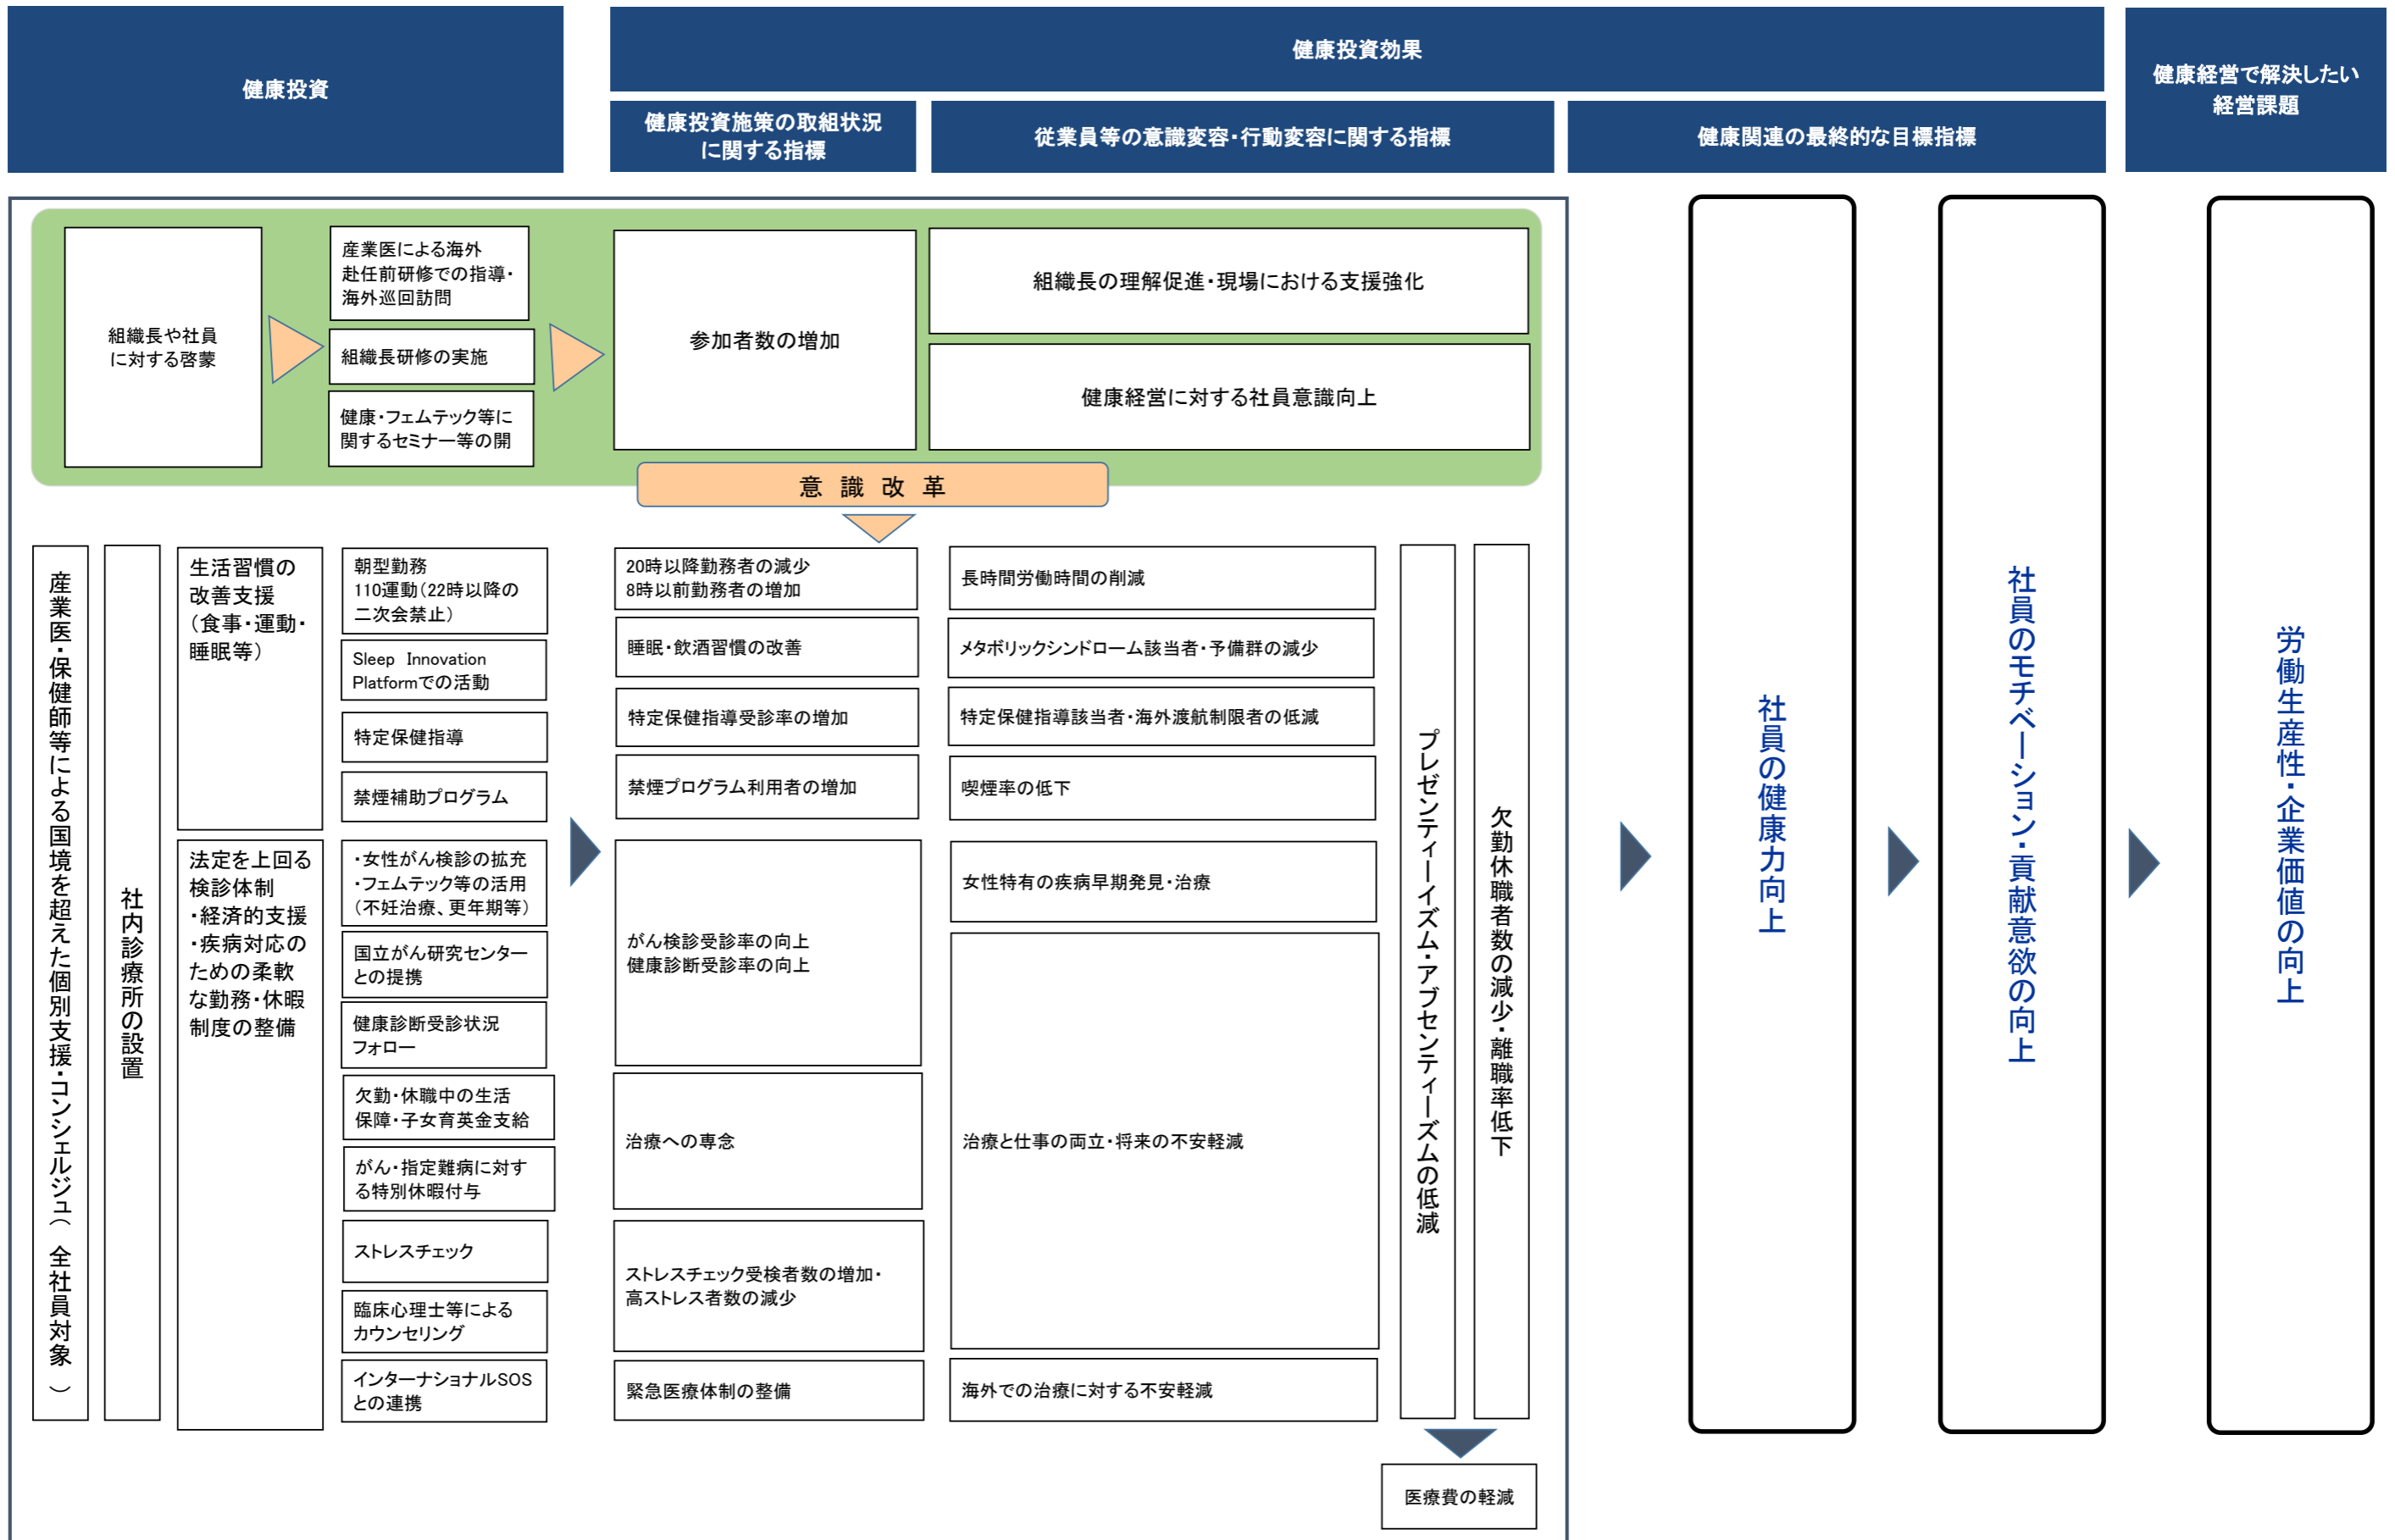 健康投資
健康投資効果
健康経営で解決したい
経営課題
健康投資施策の取組状況
に関する指標
従業員等の意識変容・行動変容に関する指標
健康関連の最終的な目標指標
組織長や社員
に対する啓蒙
産業医による海外
赴任前研修での指導・
海外巡回訪問
組織長研修の実施
健康・フェムテック等に
関するセミナー等の開
参加者数の増加
組織長の理解促進・現場における支援強化
健康経営に対する社員意識向上
意 識 改 革
産業医・保健師等による国境を超えた個別支援・コンシェルジュ（全社員対象）
社内診療所の設置
生活習慣の
改善支援
（食事・運動・
睡眠等）
法定を上回る
検診体制
・経済的支援
・疾病対応の
ための柔軟
な勤務・休暇
制度の整備
朝型勤務
110運動（22時以降の
二次会禁止）
Sleep Innovation
Platformでの活動
特定保健指導
禁煙補助プログラム
・女性がん検診の拡充
・フェムテック等の活用
（不妊治療、更年期等）
国立がん研究センター
との提携
健康診断受診状況
フォロー
欠勤・休職中の生活
保障・子女育英金支給
がん・指定難病に対す
る特別休暇付与
ストレスチェック
臨床心理士等による
カウンセリング
インターナショナルSOS
との連携
20時以降勤務者の減少
8時以前勤務者の増加
睡眠・飲酒習慣の改善
特定保健指導受診率の増加
禁煙プログラム利用者の増加
がん検診受診率の向上
健康診断受診率の向上
治療への専念
ストレスチェック受検者数の増加・
高ストレス者数の減少
緊急医療体制の整備
長時間労働時間の削減
メタボリックシンドローム該当者・予備群の減少
特定保健指導該当者・海外渡航制限者の低減
喫煙率の低下
女性特有の疾病早期発見・治療
治療と仕事の両立・将来の不安軽減
海外での治療に対する不安軽減
プレゼンティーイズム・アブセンティーズムの低減
欠勤休職者数の減少・離職率低下
医療費の軽減
社員の健康力向上
社員のモチベーション・貢献意欲の向上
労働生産性・企業価値の向上